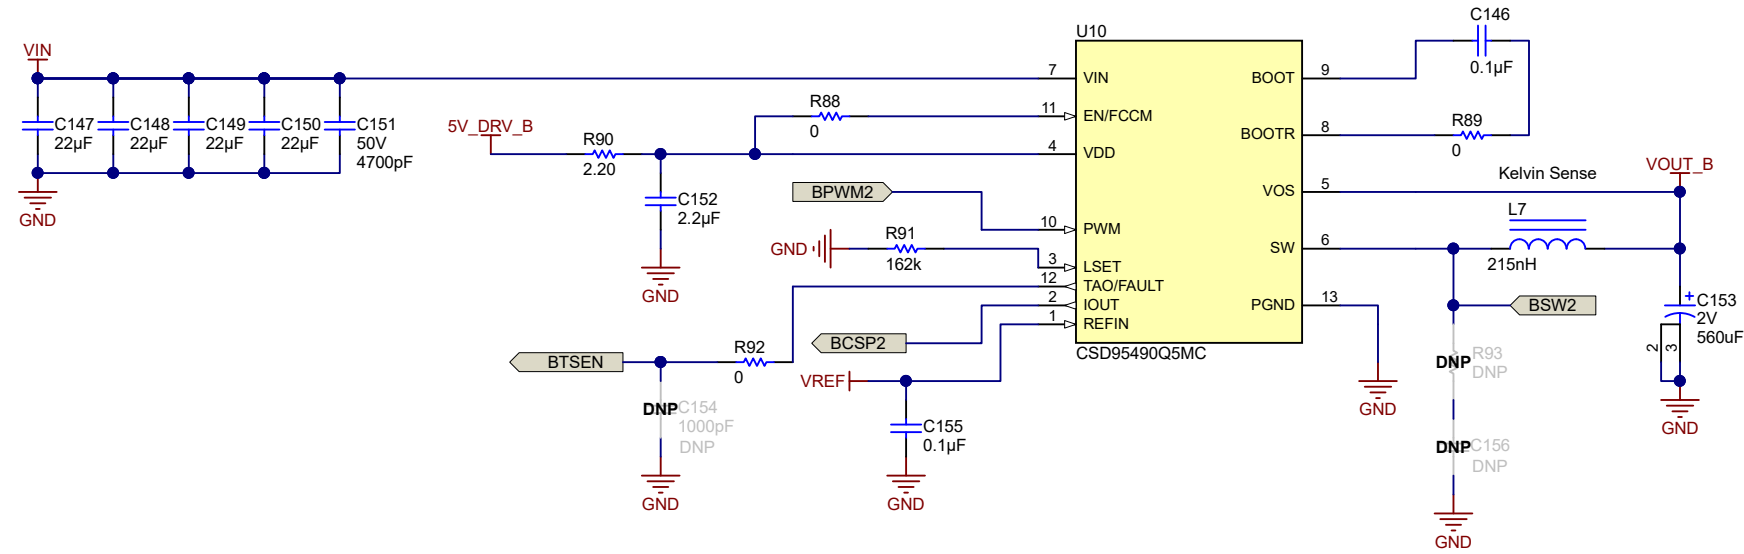 VIN
C147
22µF
C148
22µF
C149
22µF
C150
22µF
C151
50V
4700pF
GND
5V_DRV_B
R90
2.20
C152
2.2µF
GND
R88
0
BPWM2
GND
R91
162k
BTSEN
R92
0
DNP
C154
1000pF
DNP
GND
BCSP2
VREF
C155
0.1µF
GND
U10
7
VIN
11
EN/FCCM
4
VDD
10
PWM
3
LSET
12
TAO/FAULT
2
IOUT
1
REFIN
BOOT
9
BOOTR
8
VOS
5
SW
6
PGND
13
CSD95490Q5MC
C146
0.1µF
R89
0
Kelvin Sense
VOUT_B
L7
215nH
BSW2
C153
2V
560uF
+
2
3
GND
GND
DNP
R93
DNP
DNP
C156
DNP
GND